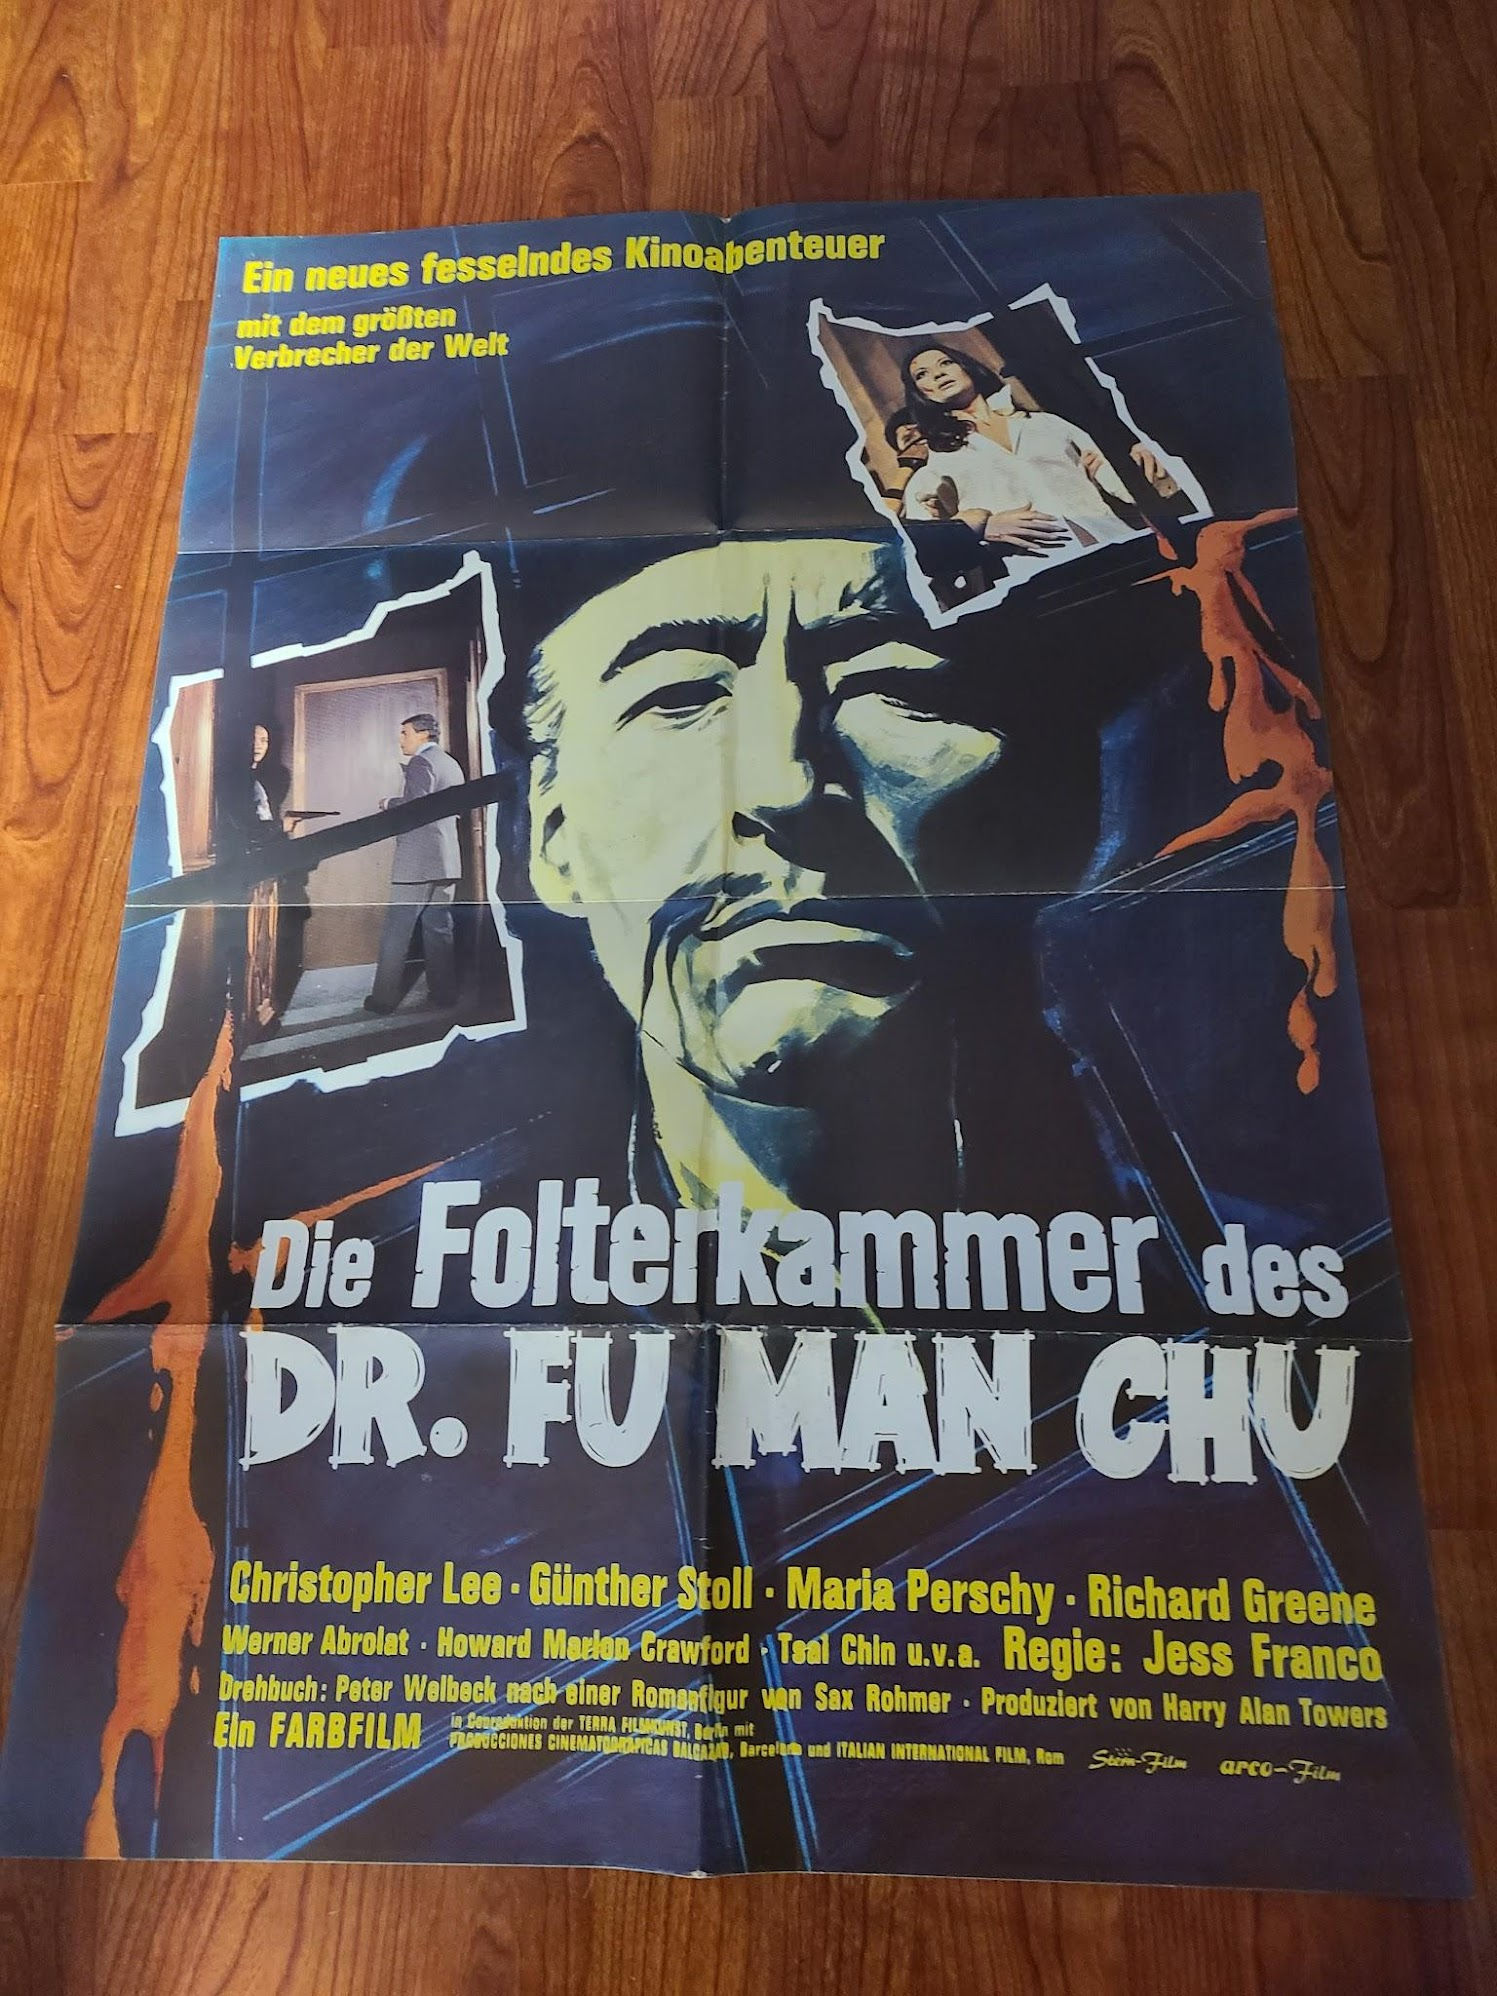 Ein neues fesselndes Kinoabenteuer
mit dem größten
Verbrecher der Welt
Die Folterkammer des
DR. FU MAN CHU
Christopher Lee · Günther Stoll · Maria Perschy · Richard Greene
Werner Abrolat · Howard Marion Crawford · Tsai Chin u.v.a. Regie: Jess Franco
Drehbuch: Peter Welbeck nach einer Romanfigur von Sax Rohmer · Produziert von Harry Alan Towers
Ein FARBFILM in Coproduktion der TERRA FILMKUNST, Berlin mit
PRODUCCIONES CINEMATOGRAFICAS BALCAZAR, Barcelona und ITALIAN INTERNATIONAL FILM, Rom Stern-Film arco-Film